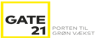 GATE
21
PORTEN TIL
GRØN VÆKST